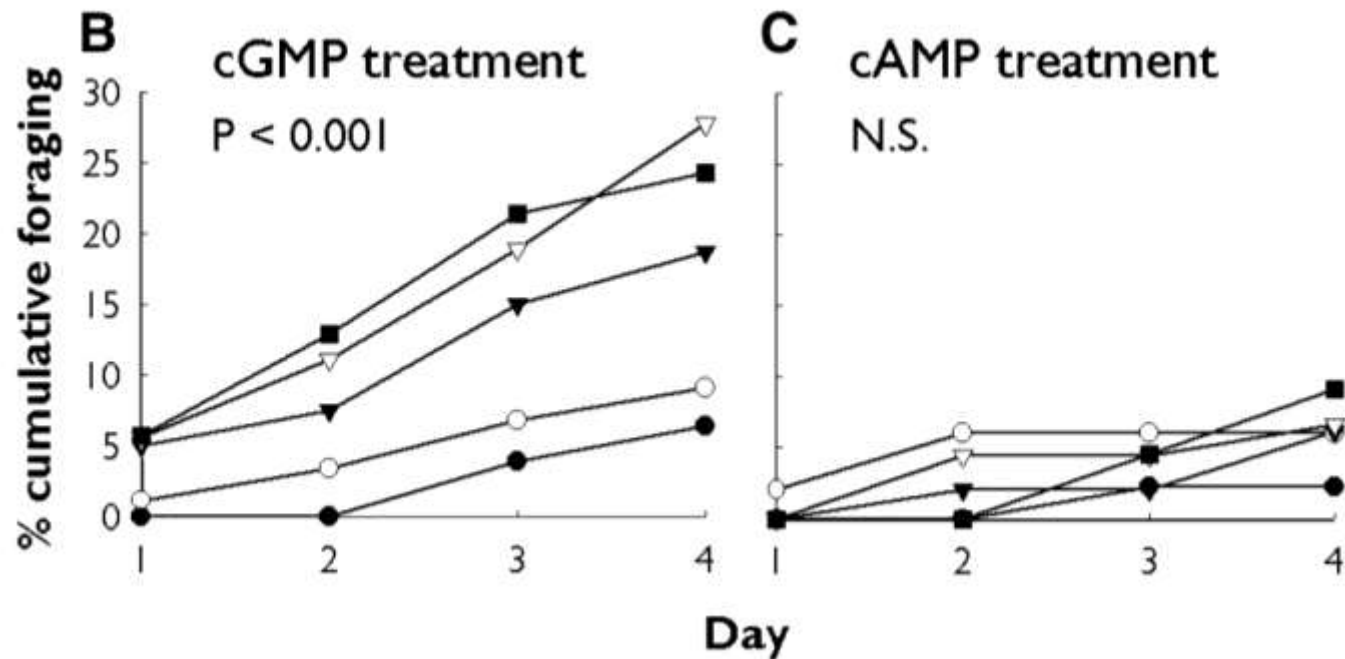 B
cGMP treatment
P < 0.001
C
cAMP treatment
N.S.
% cumulative foraging
30
25
20
15
10
5
0
1 2 3 4
1 2 3 4
Day